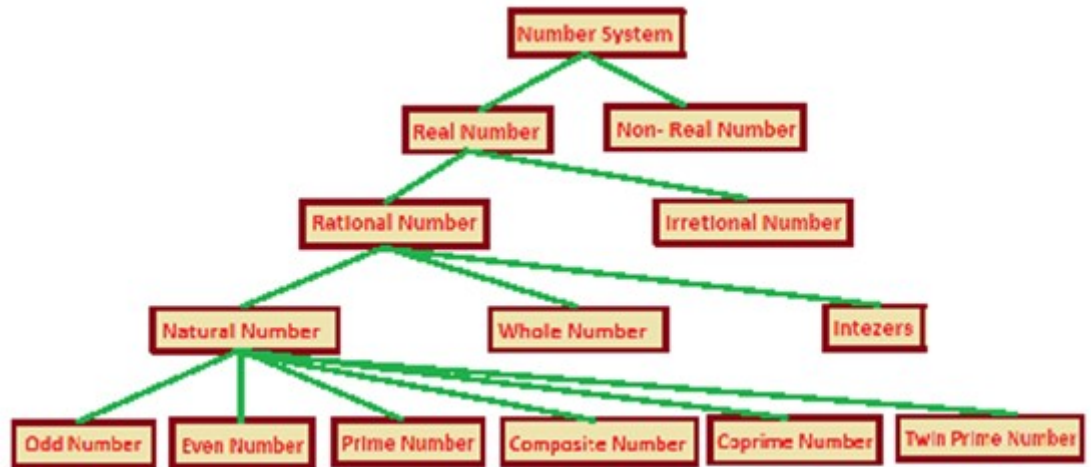 Number System
Real Number
Non- Real Number
Rational Number
Irretional Number
Natural Number
Whole Number
Intezers
Odd Number
Even Number
Prime Number
Composite Number
Coprime Number
Twin Prime Number